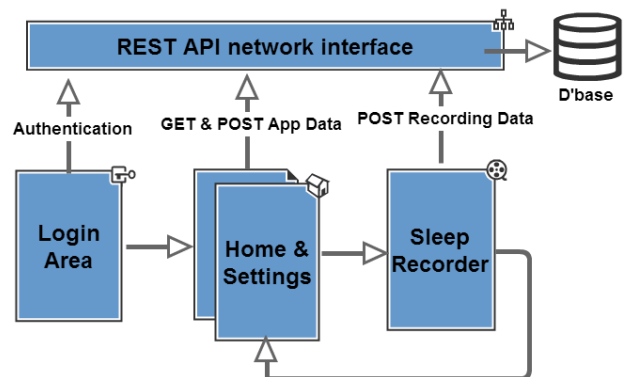 REST API network interface
D'base
Authentication
GET & POST App Data
POST Recording Data
Login
Area
Home &
Settings
Sleep
Recorder